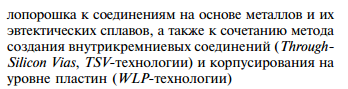 лопорошка к соединениям на основе металлов и их
эвтектических сплавов, а также к сочетанию метода
создания внутрикремниевых соединений (Through-
Silicon Vias, TSV-технологии) и корпусирования на
уровне пластин (WLP-технологии)